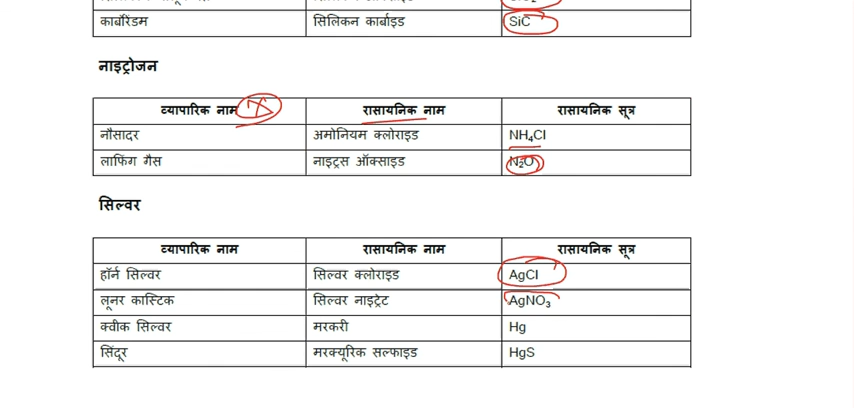 कार्बोरंडम सिलिकन कार्बाइड SiC
नाइट्रोजन
व्यापारिक नाम रासायनिक नाम रासायनिक सूत्र
नौसादर अमोनियम क्लोराइड NH₄Cl
लाफिंग गैस नाइट्रस ऑक्साइड N₂O
सिल्वर
व्यापारिक नाम रासायनिक नाम रासायनिक सूत्र
हॉर्न सिल्वर सिल्वर क्लोराइड AgCl
लूनर कास्टिक सिल्वर नाइट्रेट AgNO₃
क्वीक सिल्वर मरकरी Hg
सिंदूर मरक्यूरिक सल्फाइड HgS